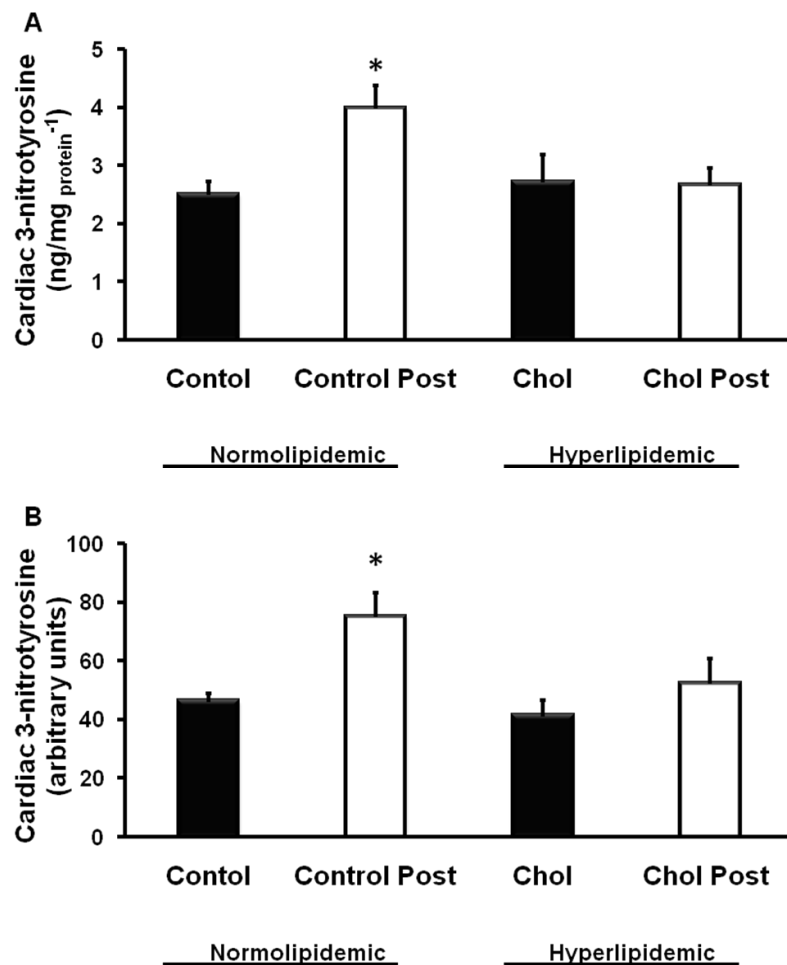 A
Cardiac 3-nitrotyrosine
(ng/mg protein-1)
5
4
3
2
1
0
*
Contol
Control Post
Chol
Chol Post
Normolipidemic
Hyperlipidemic
B
Cardiac 3-nitrotyrosine
(arbitrary units)
100
80
60
40
20
0
*
Contol
Control Post
Chol
Chol Post
Normolipidemic
Hyperlipidemic